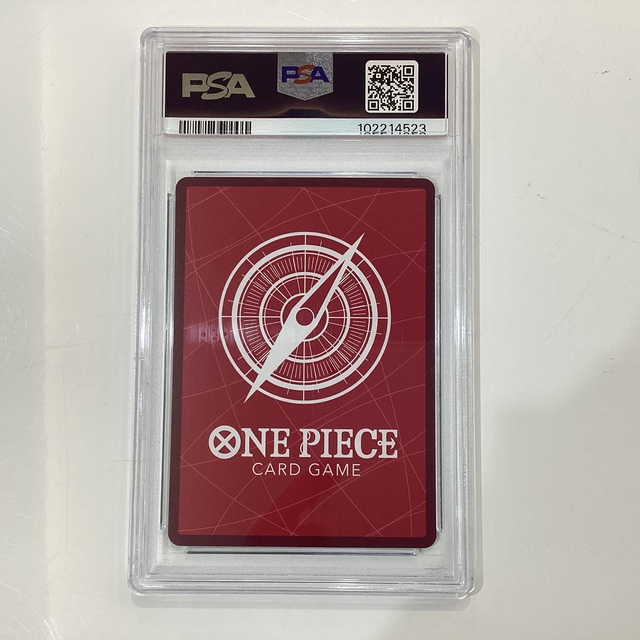 PSA PSA
102214523
ONE PIECE
CARD GAME